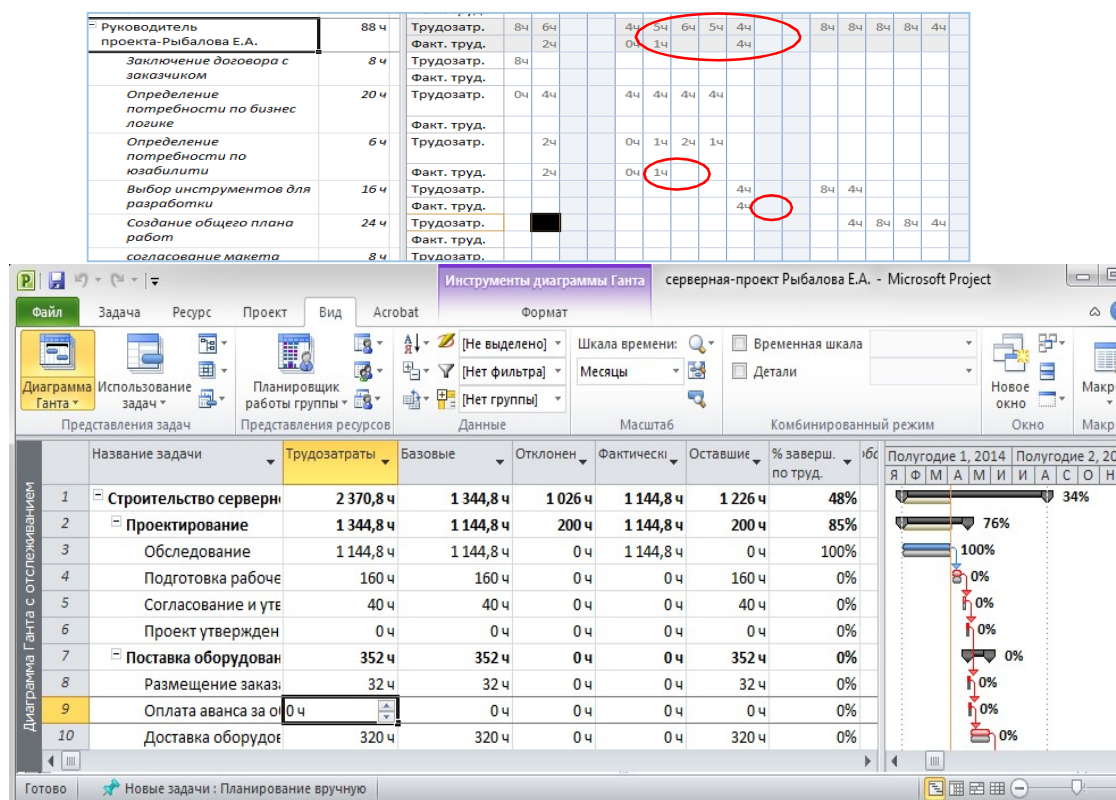 Руководитель 88 ч Трудозатр. 8ч 6ч 4ч 5ч 6ч 5ч 4ч 8ч 8ч 8ч 8ч 4ч
проекта-Рыбалова Е.А. Факт. труд. 2ч 0ч 1ч 4ч
Заключение договора с 8 ч Трудозатр. 8ч
заказчиком Факт. труд.
Определение 20 ч Трудозатр. 0ч 4ч 4ч 4ч 4ч 4ч
потребности по бизнес
логике Факт. труд.
Определение 6 ч Трудозатр. 2ч 0ч 1ч 2ч 1ч
потребности по
юзабилити Факт. труд. 2ч 0ч 1ч
Выбор инструментов для 16 ч Трудозатр. 4ч 8ч 4ч
разработки Факт. труд. 4ч
Создание общего плана 24 ч Трудозатр. 4ч 8ч 8ч 4ч
работ Факт. труд.
согласование макета 8 ч Трудозатр.
Инструменты диаграммы Ганта серверная-проект Рыбалова Е.А. - Microsoft Project
Файл Задача Ресурс Проект Вид Acrobat Формат
[Не выделено] Шкала времени: Временная шкала
[Нет фильтра] Месяцы Детали
[Нет группы]
Диаграмма Ганта Использование задач Планировщик работы группы Новое окно Макр
Представления задач Представления ресурсов Данные Масштаб Комбинированный режим Окно Макр
Название задачи Трудозатраты Базовые Отклонен Фактически Оставшие % заверш. по труд. Полугодие 1, 2014 Полугодие 2, 20
Я Ф М А М И И А С О Н
1 Строительство серверн 2 370,8 ч 1 344,8 ч 1 026 ч 1 144,8 ч 1 226 ч 48% 34%
2 Проектирование 1 344,8 ч 1 144,8 ч 200 ч 1 144,8 ч 200 ч 85% 76%
3 Обследование 1 144,8 ч 1 144,8 ч 0 ч 1 144,8 ч 0 ч 100% 100%
4 Подготовка рабоче 160 ч 160 ч 0 ч 0 ч 160 ч 0% 0%
5 Согласование и утв 40 ч 40 ч 0 ч 0 ч 40 ч 0% 0%
6 Проект утвержден 0 ч 0 ч 0 ч 0 ч 0 ч 0% 0%
7 Поставка оборудован 352 ч 352 ч 0 ч 0 ч 352 ч 0% 0%
8 Размещение заказа 32 ч 32 ч 0 ч 0 ч 32 ч 0% 0%
9 Оплата аванса за о 0 ч 0 ч 0 ч 0 ч 0 ч 0% 0%
10 Доставка оборудов 320 ч 320 ч 0 ч 0 ч 320 ч 0% 0%
Диаграмма Ганта с отслеживанием
Готово Новые задачи : Планирование вручную